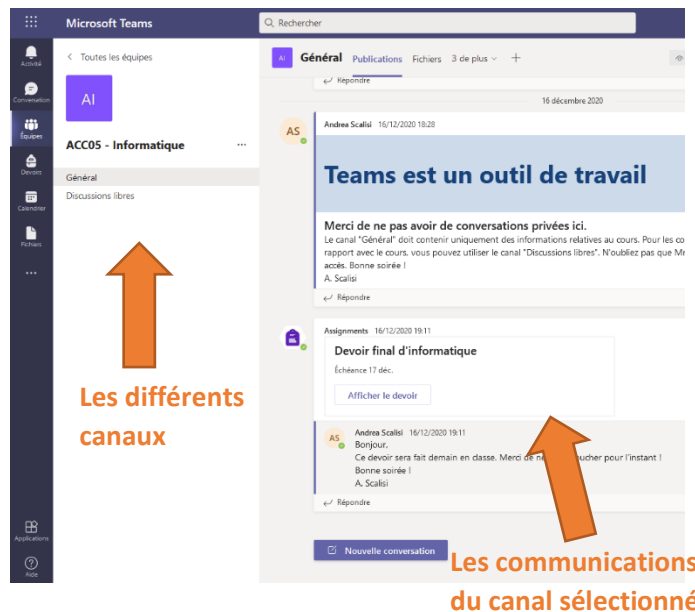 Microsoft Teams
Rechercher
Activité
Conversation
Équipes
Devoirs
Calendrier
Fichiers
Applications
Aide
< Toutes les équipes
AI
ACC05 - Informatique ...
Général
Discussions libres
Les différents
canaux
AI Général Publications Fichiers 3 de plus +
Répondre
16 décembre 2020
AS Andrea Scalisi 16/12/2020 18:28
Teams est un outil de travail
Merci de ne pas avoir de conversations privées ici.
Le canal "Général" doit contenir uniquement des informations relatives au cours. Pour les co
rapport avec le cours, vous pouvez utiliser le canal "Discussions libres". N'oubliez pas que
accès. Bonne soirée !
A. Scalisi
Répondre
Assignments 16/12/2020 19:11
Devoir final d'informatique
Échéance 17 déc.
Afficher le devoir
AS Andrea Scalisi 16/12/2020 19:11
Bonjour,
Ce devoir sera fait demain en classe. Merci de ne oucher pour l'instant !
Bonne soirée !
A. Scalisi
Répondre
Nouvelle conversation
Les communications
du canal sélectionné